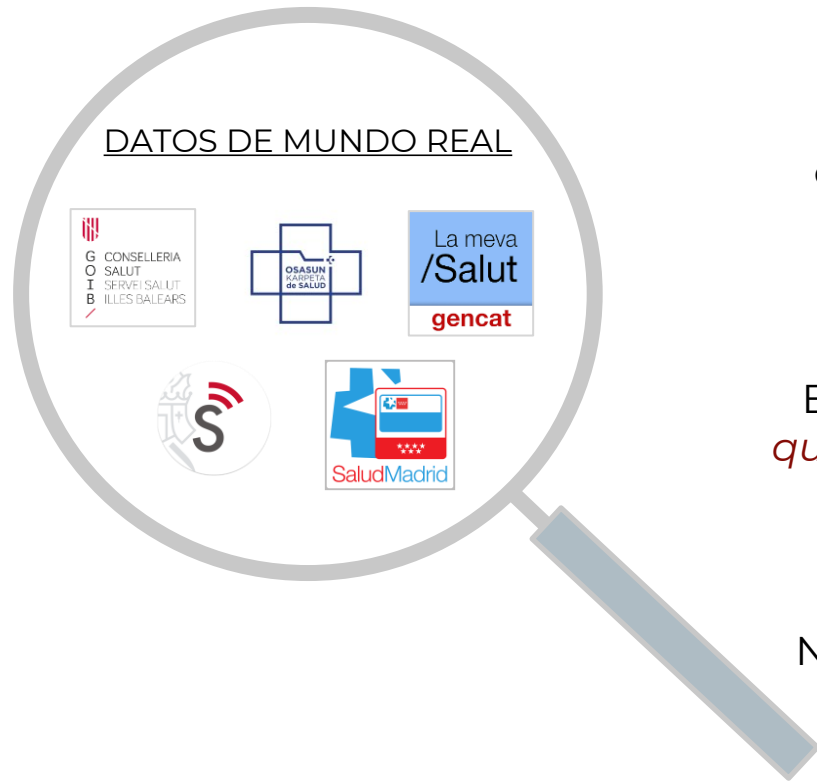 DATOS DE MUNDO REAL
G CONSELLERIA
O SALUT
I SERVEI SALUT
B ILLES BALEARS
/
OSASUN
KARPETA
de SALUD
La meva
/Salut
gencat
S
SaludMadrid
E
qu
N